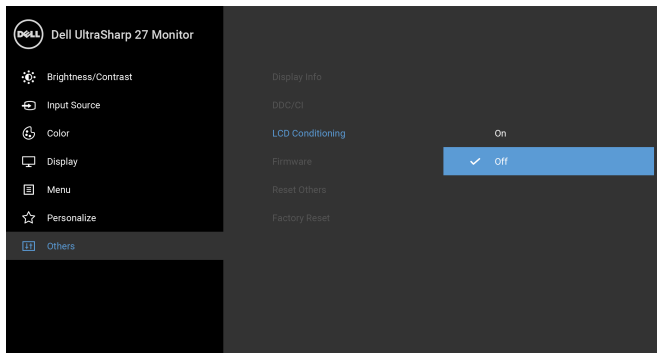 DELL Dell UltraSharp 27 Monitor
Brightness/Contrast
Display Info
Input Source
DDC/CI
Color
LCD Conditioning
On
Display
Firmware
Off
Menu
Reset Others
Personalize
Factory Reset
Others